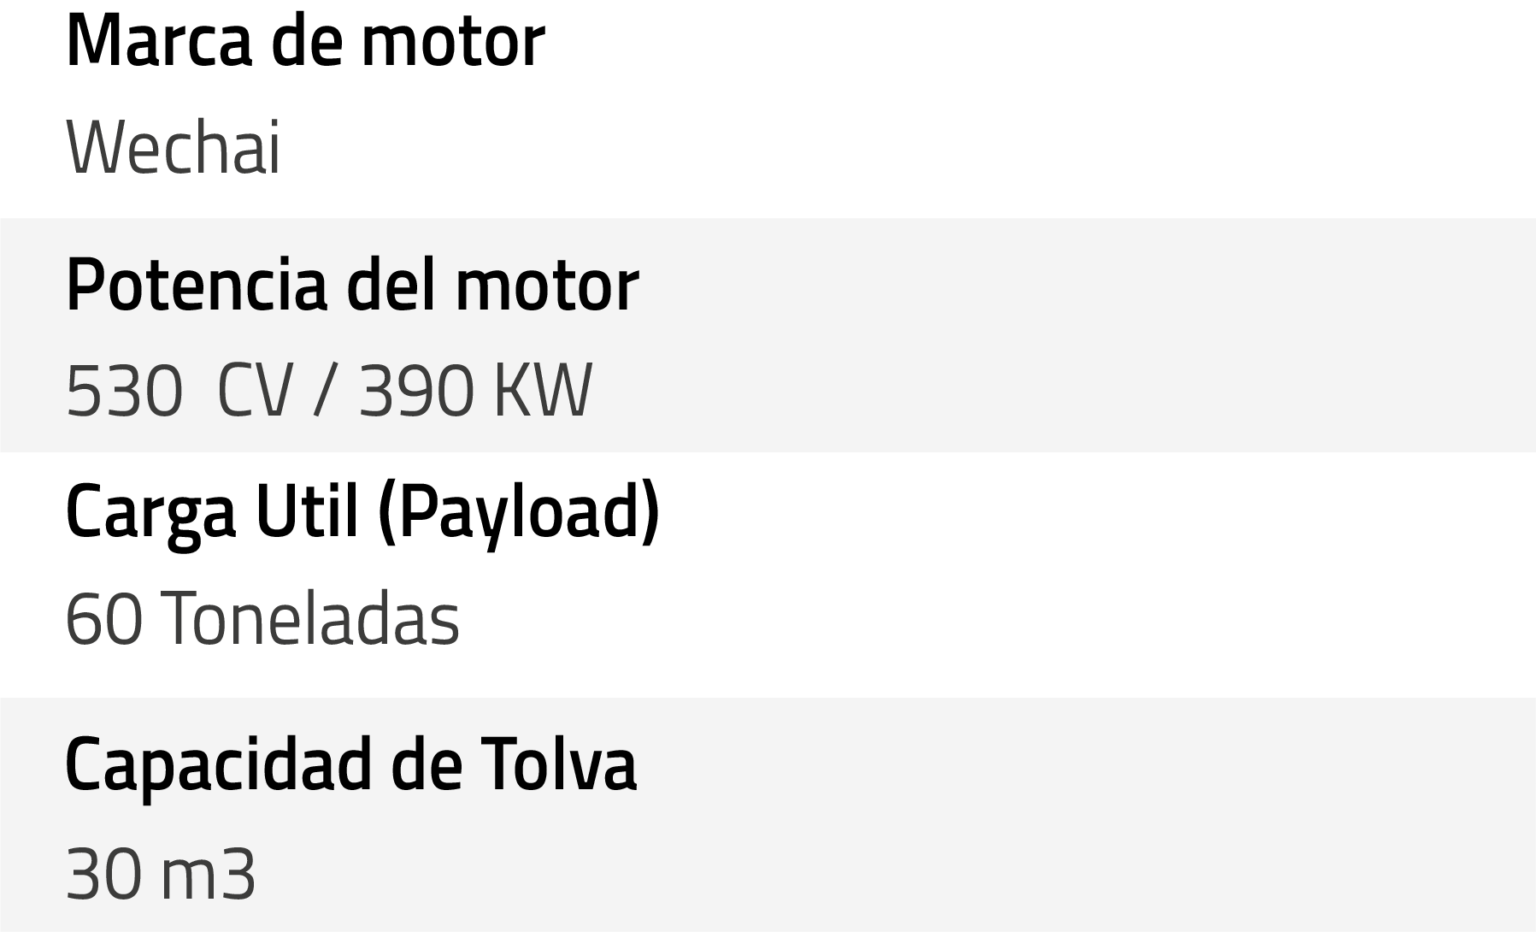 Marca de motor
Wechai
Potencia del motor
530  CV / 390 KW
Carga Util (Payload)
60 Toneladas
Capacidad de Tolva
30 m3